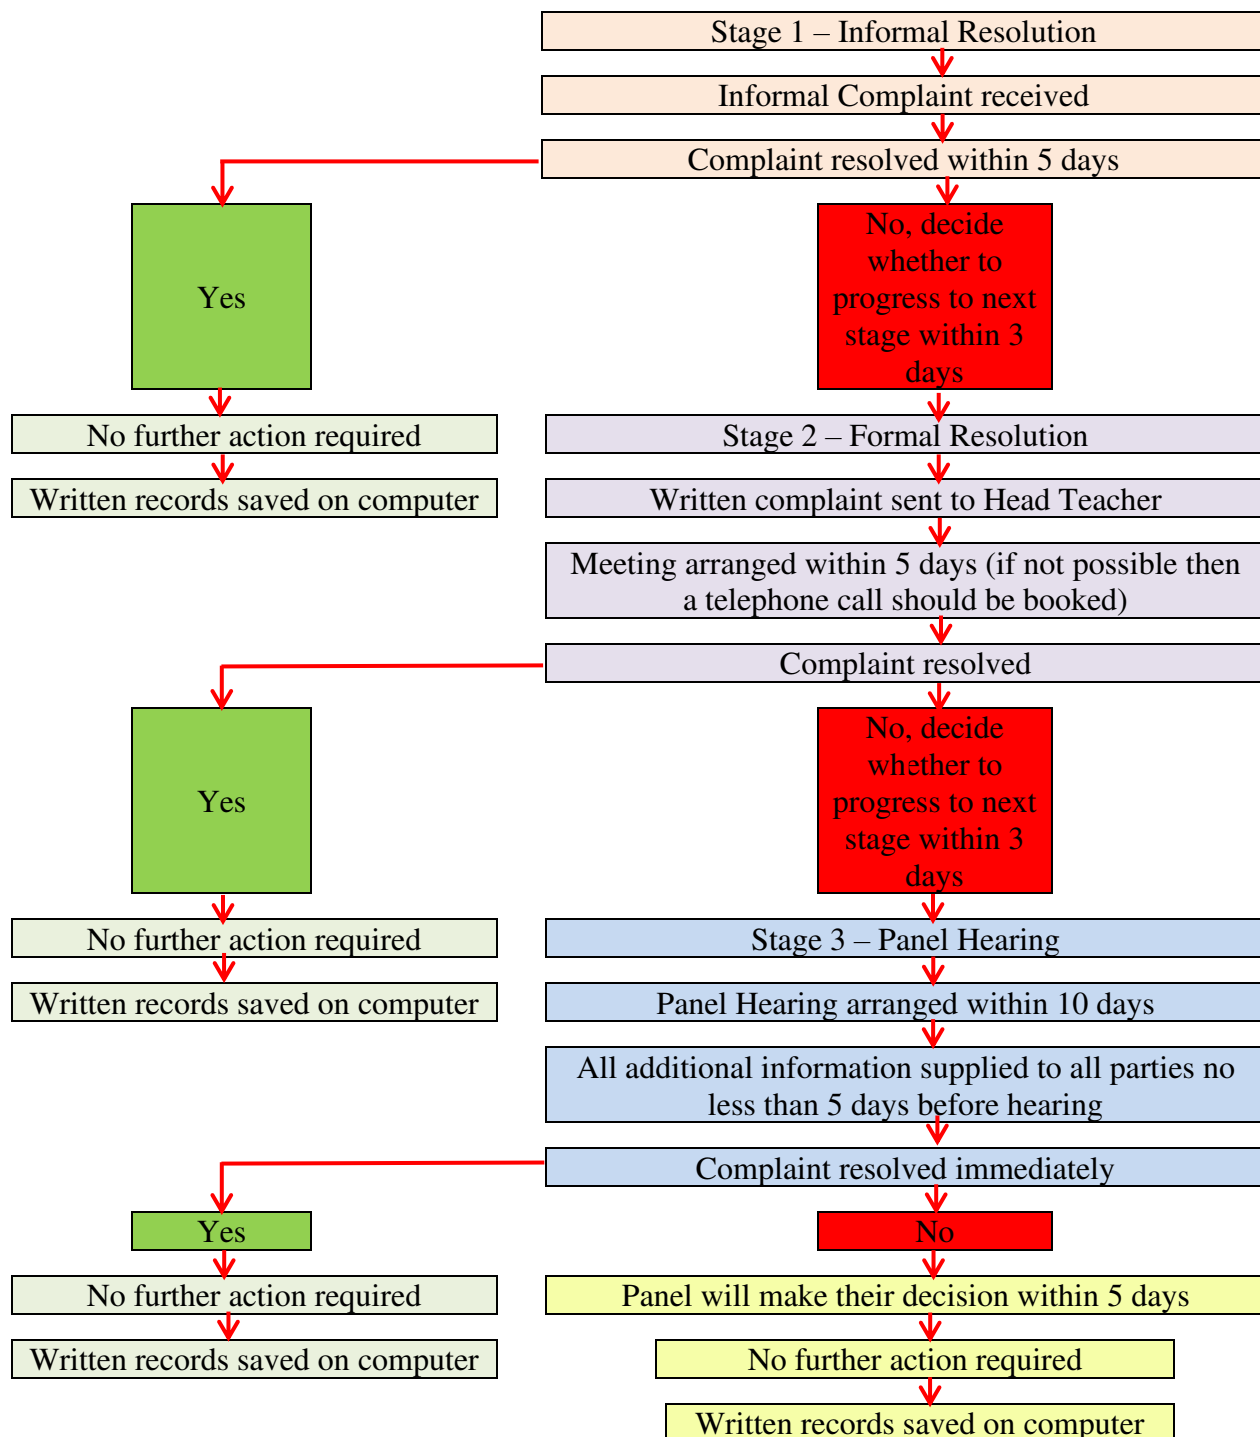 Stage 1 – Informal Resolution
Informal Complaint received
Complaint resolved within 5 days
Yes
No, decide
whether to
progress to next
stage within 3
days
No further action required
Stage 2 – Formal Resolution
Written records saved on computer
Written complaint sent to Head Teacher
Meeting arranged within 5 days (if not possible then
a telephone call should be booked)
Complaint resolved
Yes
No, decide
whether to
progress to next
stage within 3
days
No further action required
Stage 3 – Panel Hearing
Written records saved on computer
Panel Hearing arranged within 10 days
All additional information supplied to all parties no
less than 5 days before hearing
Complaint resolved immediately
Yes
No
No further action required
Panel will make their decision within 5 days
Written records saved on computer
No further action required
Written records saved on computer